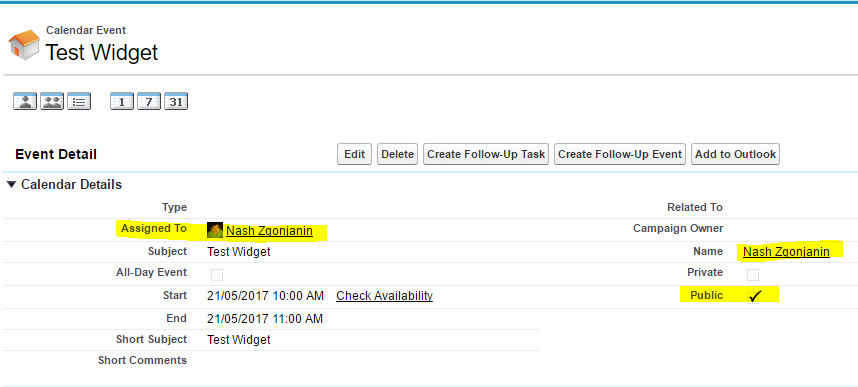 Calendar Event
Test Widget
1 7 31
Event Detail Edit Delete Create Follow-Up Task Create Follow-Up Event Add to Outlook
Calendar Details
Type Related To
Assigned To Nash Zgonjanin Campaign Owner
Subject Test Widget Name Nash Zgonjanin
All-Day Event Private
Start 21/05/2017 10:00 AM Check Availability Public
End 21/05/2017 11:00 AM
Short Subject Test Widget
Short Comments